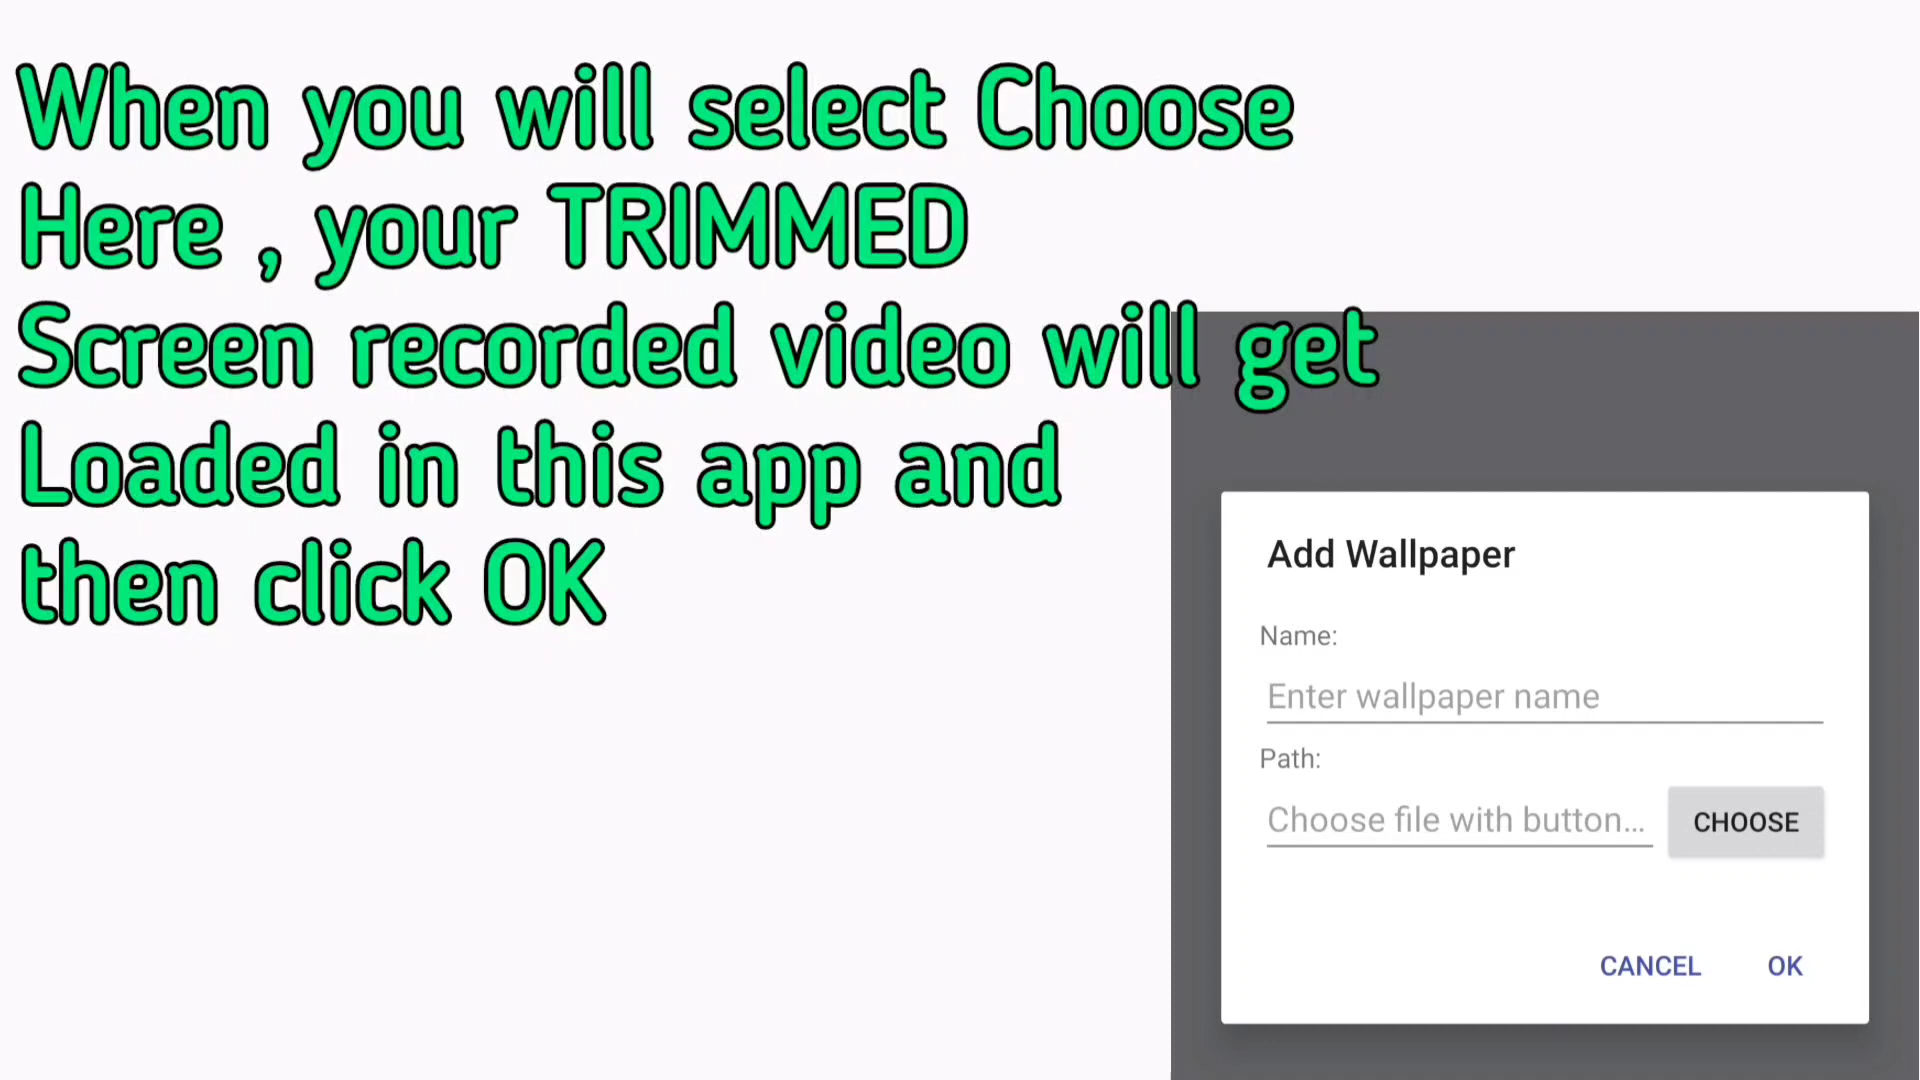 When you will select Choose
Here , your TRIMMED
Screen recorded video will get
Loaded in this app and
then click OK
Add Wallpaper
Name:
Enter wallpaper name
Path:
Choose file with button...
CHOOSE
CANCEL
OK